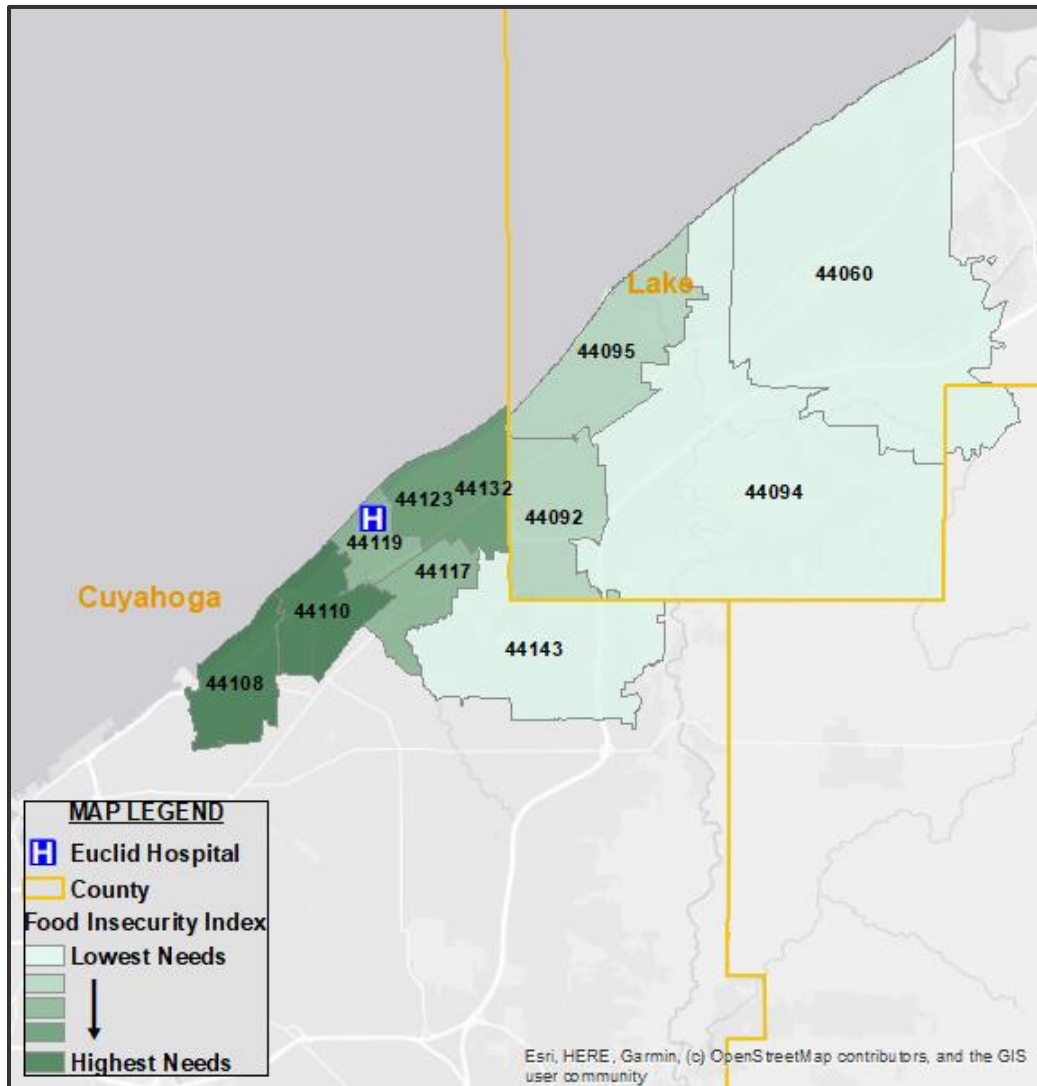 44060
Lake
44095
44123
44132
44094
44092
H
44119
44117
Cuyahoga
44110
44143
44108
MAP LEGEND
H Euclid Hospital
County
Food Insecurity Index
Lowest Needs
Highest Needs
Esri, HERE, Garmin, (c) OpenStreetMap contributors, and the GIS
user community